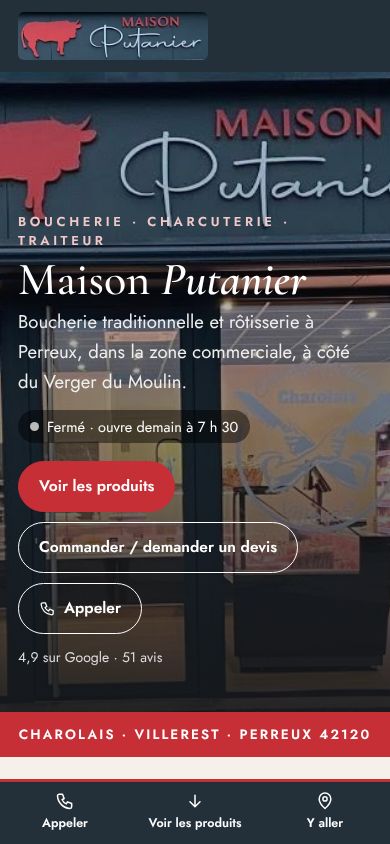 MAISON
Putanier
MAISON
Putani
BOUCHERIE · CHARCUTERIE ·
TRAITEUR
Maison Putanier
Boucherie traditionnelle et rôtisserie à
Perreux, dans la zone commerciale, à côté
du Verger du Moulin.
Charolais
Fermé · ouvre demain à 7 h 30
Voir les produits
Commander / demander un devis
Appeler
4,9 sur Google · 51 avis
CHAROLAIS · VILLEREST · PERREUX 42120
Appeler
Voir les produits
Y aller